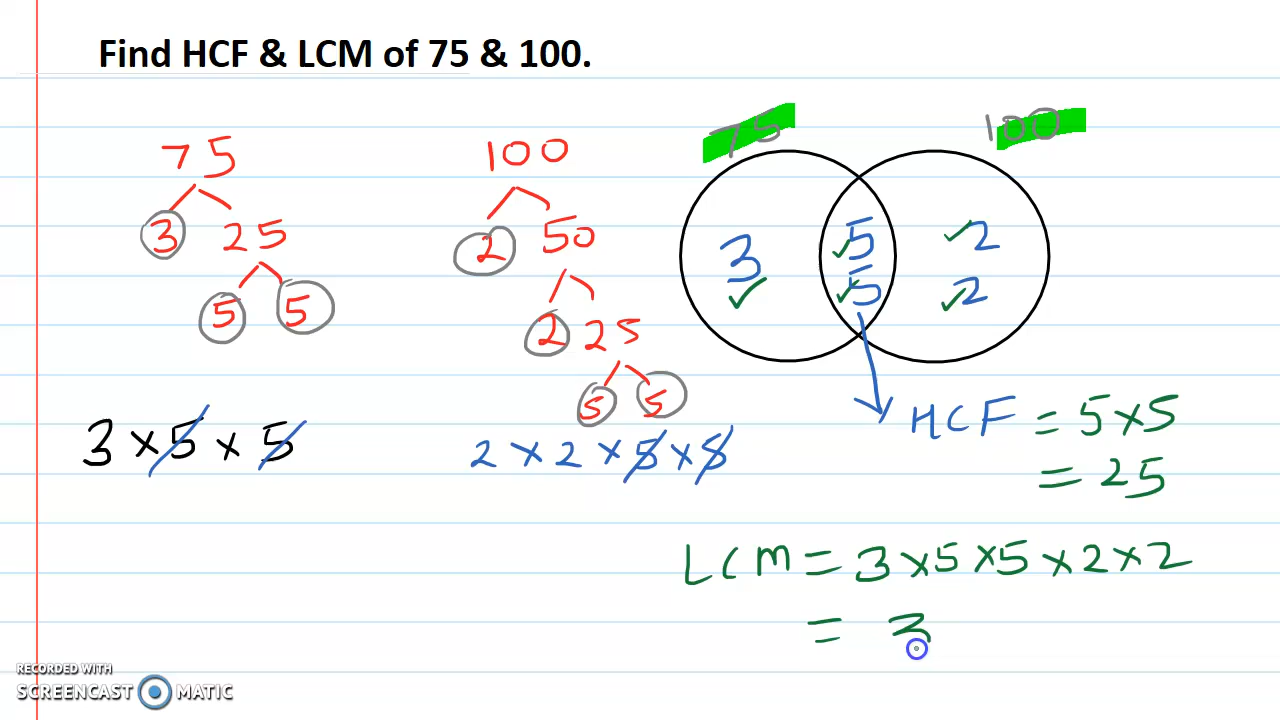 Find HCF & LCM of 75 & 100.
75
3 25
5 5
3 × 5 × 5
100
2 50
2 25
5 5
2 × 2 × 5 × 5
75 100
3 5 2
5 2
HCF = 5 × 5
= 25
LCM = 3 × 5 × 5 × 2 × 2
= 3
RECORDED WITH
SCREENCAST MATIC